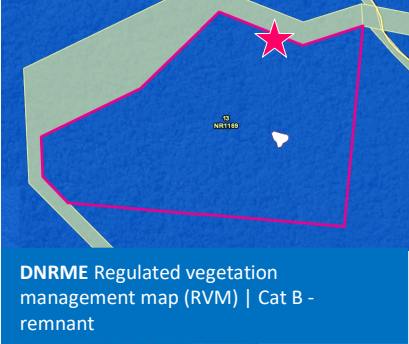 13
NR1169
DNRME Regulated vegetation
management map (RVM) | Cat B -
remnant